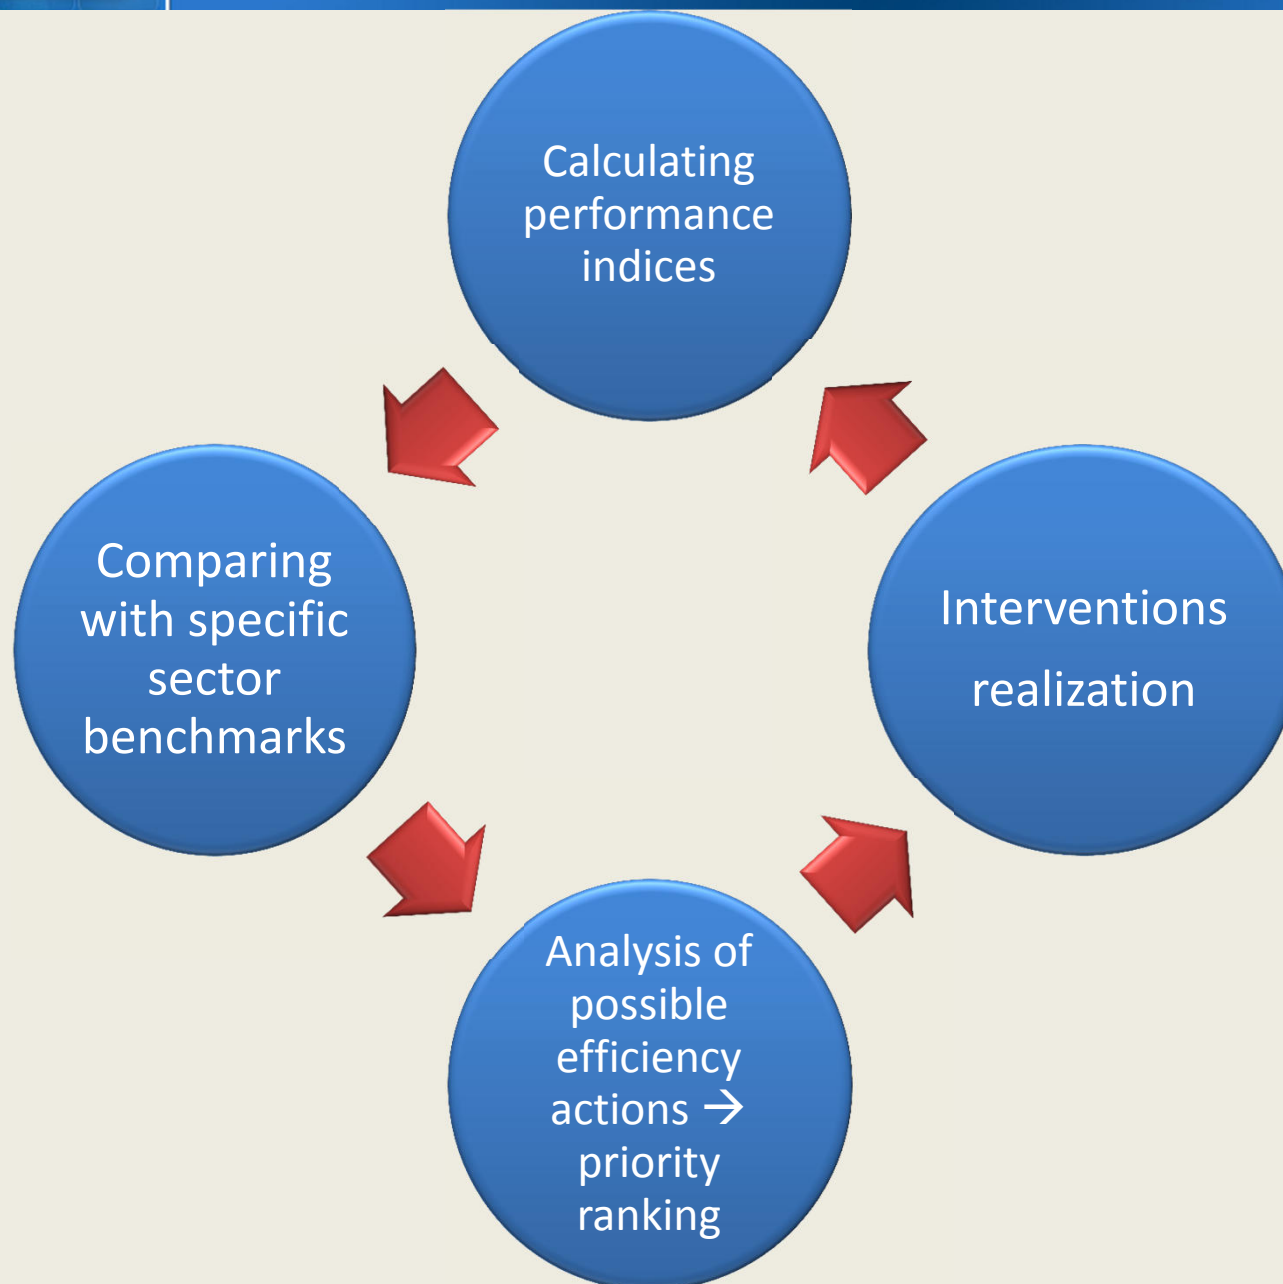 Calculating
performance
indices
Comparing
with specific
sector
benchmarks
Interventions
realization
Analysis of
possible
efficiency
actions →
priority
ranking